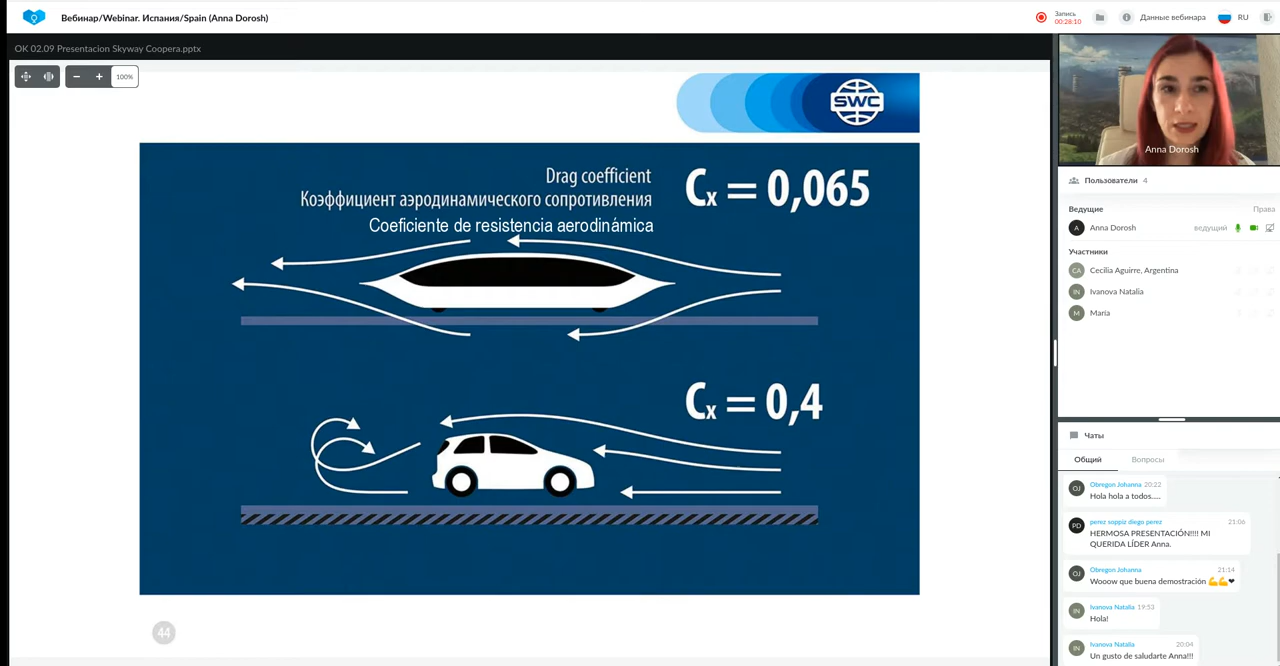 Вебинар/Webinar. Испания/Spain (Anna Dorosh)
Запись
00:28:10
Данные вебинара
RU
OK 02.09 Presentacion Skyway Coopera.pptx
100%
SWC
Drag coefficient
Коэффициент аэродинамического сопротивления
Coeficiente de resistencia aerodinámica
Cx = 0,065
Cx = 0,4
44
Anna Dorosh
Пользователи 4
Ведущие Права
A Anna Dorosh ведущий
Участники
CA Cecilia Aguirre, Argentina
IN Ivanova Natalia
M María
Чаты
Общий Вопросы
OJ Obregon Johanna 20:22
Hola hola a todos.....
PD perez soppiz diego perez 21:06
HERMOSA PRESENTACIÓN!!!! MI
QUERIDA LÍDER Anna.
OJ Obregon Johanna 21:14
Wooow que buena demostración 💪💪❤
IN Ivanova Natalia 19:53
Hola!
IN Ivanova Natalia 20:04
Un gusto de saludarte Anna!!!